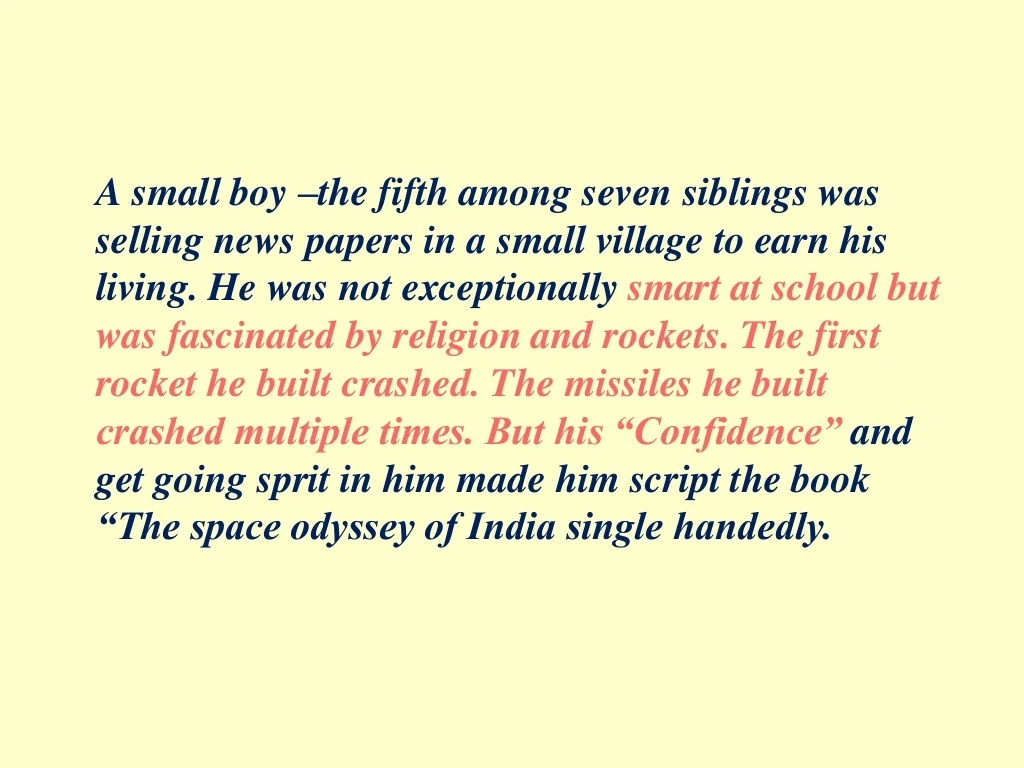 A small boy –the fifth among seven siblings was
selling news papers in a small village to earn his
living. He was not exceptionally smart at school but
was fascinated by religion and rockets. The first
rocket he built crashed. The missiles he built
crashed multiple times. But his “Confidence” and
get going sprit in him made him script the book
“The space odyssey of India single handedly.